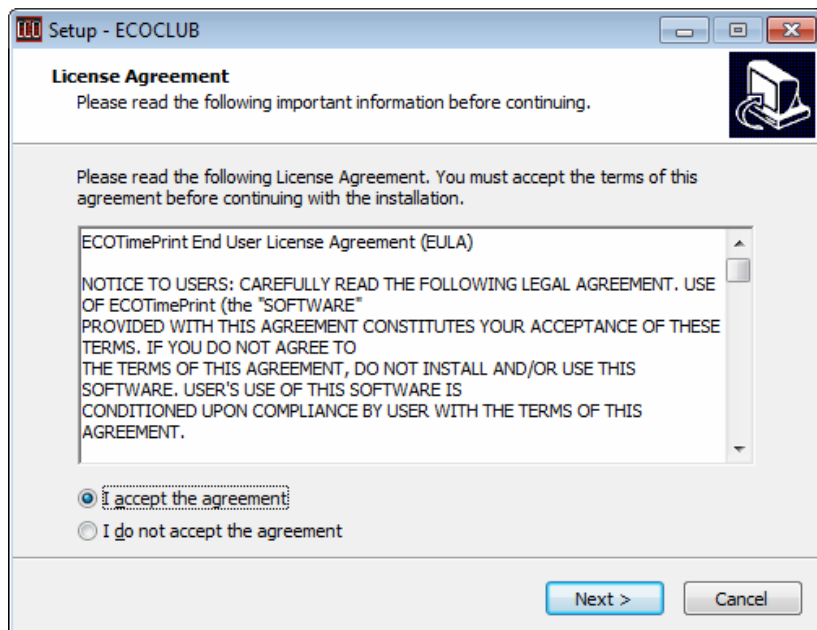 Setup - ECOCLUB
License Agreement
Please read the following important information before continuing.
Please read the following License Agreement. You must accept the terms of this
agreement before continuing with the installation.
ECOTimePrint End User License Agreement (EULA)
NOTICE TO USERS: CAREFULLY READ THE FOLLOWING LEGAL AGREEMENT. USE
OF ECOTimePrint (the "SOFTWARE"
PROVIDED WITH THIS AGREEMENT CONSTITUTES YOUR ACCEPTANCE OF THESE
TERMS. IF YOU DO NOT AGREE TO
THE TERMS OF THIS AGREEMENT, DO NOT INSTALL AND/OR USE THIS
SOFTWARE. USER'S USE OF THIS SOFTWARE IS
CONDITIONED UPON COMPLIANCE BY USER WITH THE TERMS OF THIS
AGREEMENT.
I accept the agreement
I do not accept the agreement
Next >
Cancel